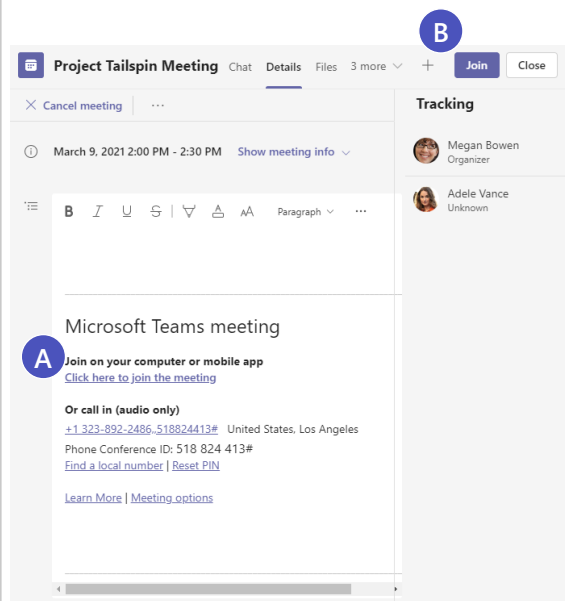 B
Project Tailspin Meeting Chat Details Files 3 more + Join Close
Cancel meeting ...
Tracking
Megan Bowen
Organizer
March 9, 2021 2:00 PM - 2:30 PM Show meeting info
Adele Vance
Unknown
B I U S AA Paragraph ...
Microsoft Teams meeting
A
Join on your computer or mobile app
Click here to join the meeting
Or call in (audio only)
+1 323-892-2486,,518824413# United States, Los Angeles
Phone Conference ID: 518 824 413#
Find a local number | Reset PIN
Learn More | Meeting options